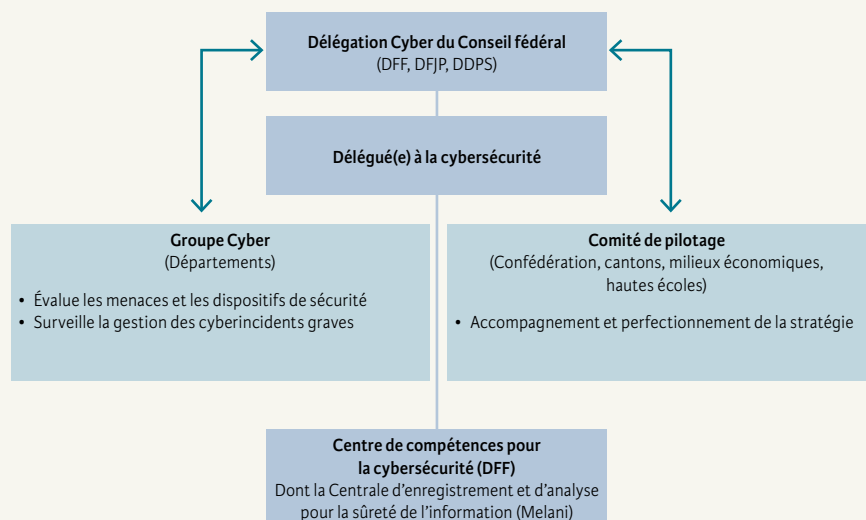 Délégation Cyber du Conseil fédéral
(DFF, DFJP, DDPS)
Délégué(e) à la cybersécurité
Groupe Cyber
(Départements)
• Évalue les menaces et les dispositifs de sécurité
• Surveille la gestion des cyberincidents graves
Comité de pilotage
(Confédération, cantons, milieux économiques,
hautes écoles)
• Accompagnement et perfectionnement de la stratégie
Centre de compétences pour
la cybersécurité (DFF)
Dont la Centrale d’enregistrement et d’analyse
pour la sûreté de l’information (Melani)